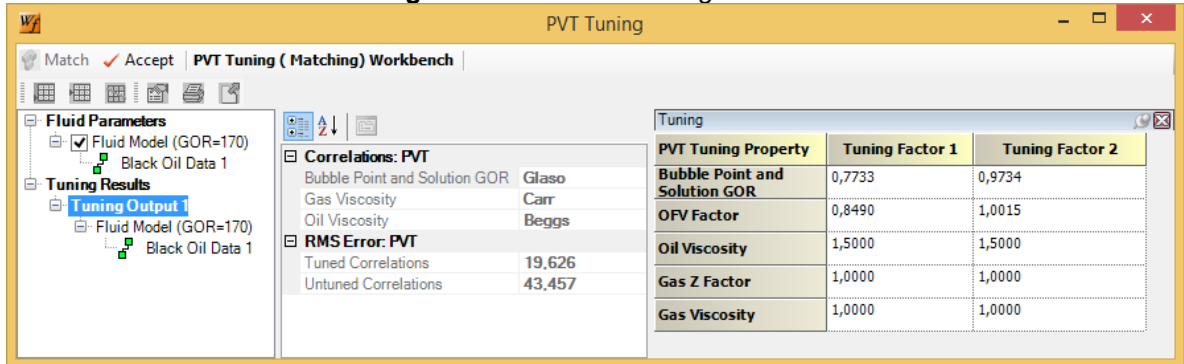 Wf PVT Tuning
Match Accept PVT Tuning ( Matching) Workbench
Fluid Parameters
Fluid Model (GOR=170)
Black Oil Data 1
Tuning Results
Tuning Output 1
Fluid Model (GOR=170)
Black Oil Data 1
Correlations: PVT
Bubble Point and Solution GOR Glaso
Gas Viscosity Carr
Oil Viscosity Beggs
RMS Error: PVT
Tuned Correlations 19,626
Untuned Correlations 43,457
Tuning
PVT Tuning Property Tuning Factor 1 Tuning Factor 2
Bubble Point and
Solution GOR 0,7733 0,9734
OFV Factor 0,8490 1,0015
Oil Viscosity 1,5000 1,5000
Gas Z Factor 1,0000 1,0000
Gas Viscosity 1,0000 1,0000